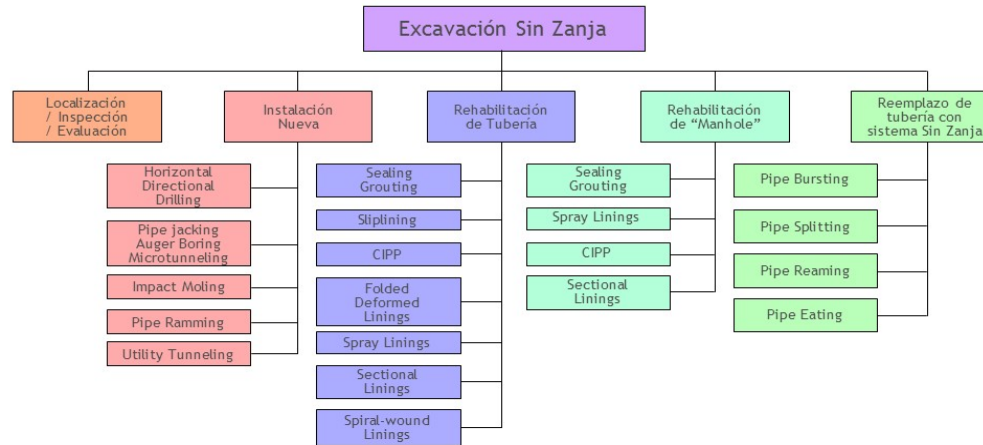 Excavación Sin Zanja
Localización
/ Inspección
/ Evaluación
Instalación
Nueva
Rehabilitación
de Tubería
Rehabilitación
de “Manhole”
Reemplazo de
tubería con
sistema Sin Zanja
Horizontal
Directional
Drilling
Pipe jacking
Auger Boring
Microtunneling
Impact Moling
Pipe Ramming
Utility Tunneling
Sealing
Grouting
Sliplining
CIPP
Folded
Deformed
Linings
Spray Linings
Sectional
Linings
Spiral-wound
Linings
Sealing
Grouting
Spray Linings
CIPP
Sectional
Linings
Pipe Bursting
Pipe Splitting
Pipe Reaming
Pipe Eating